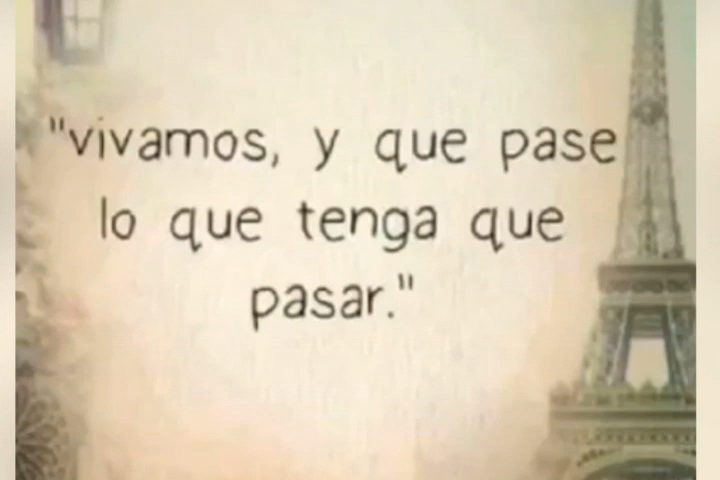 "vivamos, y que pase
lo que tenga que
pasar."